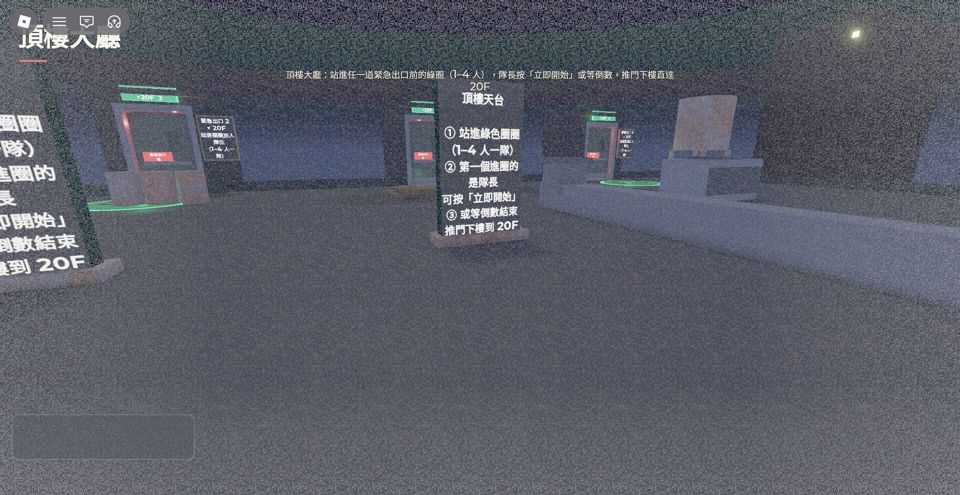 頂樓大廳
頂樓大廳：站進任一道緊急出口前的綠圈（1–4 人），隊長按「立即開始」或等倒數，推門下樓直達
20F
頂樓天台
① 站進綠色圈圈
（1–4 人一隊）
② 第一個進圈的
是隊長
可按「立即開始」
③ 或等倒數結束
推門下樓到 20F
圈圈
隊）
進圈的
長
即開始」
倒數結束
樓到 20F
緊急出口 2